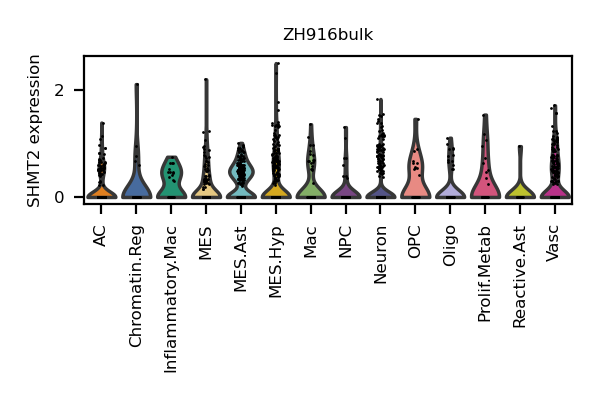 ZH916bulk
SHMT2 expression
2
0
AC
Chromatin.Reg
Inflammatory.Mac
MES
MES.Ast
MES.Hyp
Mac
NPC
Neuron
OPC
Oligo
Prolif.Metab
Reactive.Ast
Vasc